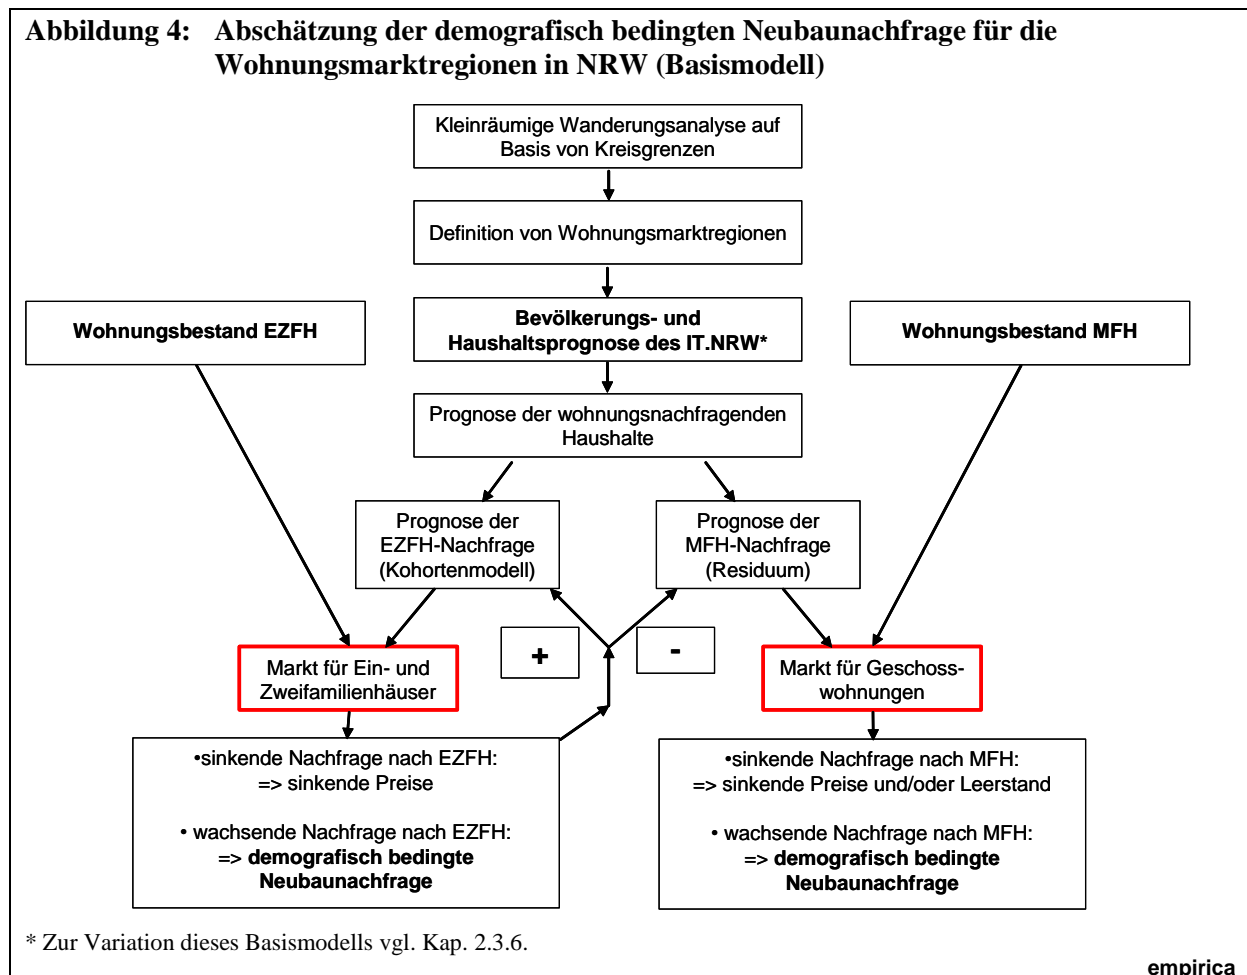 Abbildung 4: Abschätzung der demografisch bedingten Neubaunachfrage für die
Wohnungsmarktregionen in NRW (Basismodell)
Kleinräumige Wanderungsanalyse auf
Basis von Kreisgrenzen
Definition von Wohnungsmarktregionen
Wohnungsbestand EZFH
Bevölkerungs- und
Haushaltsprognose des IT.NRW*
Wohnungsbestand MFH
Prognose der wohnungsnachfragenden
Haushalte
Prognose der
EZFH-Nachfrage
(Kohortenmodell)
Prognose der
MFH-Nachfrage
(Residuum)
+
-
Markt für Ein- und
Zweifamilienhäuser
Markt für Geschoss-
wohnungen
•sinkende Nachfrage nach EZFH:
=> sinkende Preise
• wachsende Nachfrage nach EZFH:
=> demografisch bedingte
Neubaunachfrage
•sinkende Nachfrage nach MFH:
=> sinkende Preise und/oder Leerstand
• wachsende Nachfrage nach MFH:
=> demografisch bedingte
Neubaunachfrage
* Zur Variation dieses Basismodells vgl. Kap. 2.3.6.
empirica